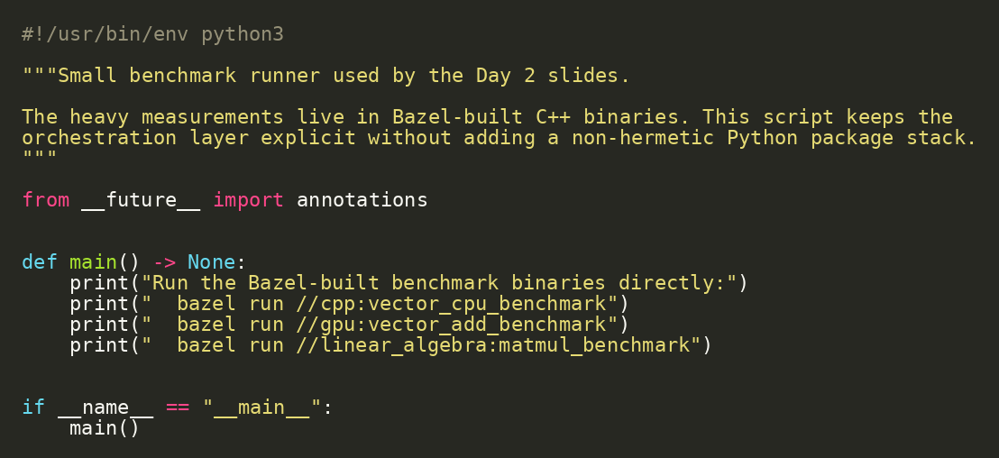 #!/usr/bin/env python3
"""Small benchmark runner used by the Day 2 slides.
The heavy measurements live in Bazel-built C++ binaries. This script keeps the
orchestration layer explicit without adding a non-hermetic Python package stack.
"""
from __future__ import annotations
def main() -> None:
    print("Run the Bazel-built benchmark binaries directly:")
    print("  bazel run //cpp:vector_cpu_benchmark")
    print("  bazel run //gpu:vector_add_benchmark")
    print("  bazel run //linear_algebra:matmul_benchmark")
if __name__ == "__main__":
    main()